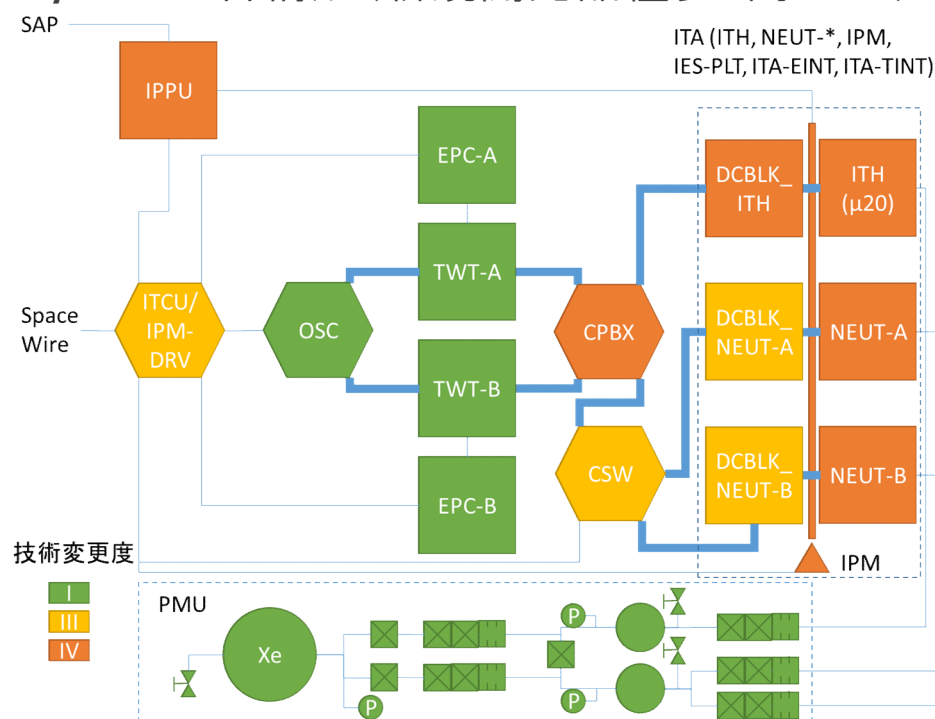 SAP
ITA (ITH, NEUT-*, IPM,
IES-PLT, ITA-EINT, ITA-TINT)
IPPU
EPC-A
DCBLK_
ITH
ITH
(μ20)
TWT-A
Space
Wire
ITCU/
IPM-
DRV
OSC
CPBX
DCBLK_
NEUT-A
NEUT-A
TWT-B
CSW
DCBLK_
NEUT-B
NEUT-B
EPC-B
技術変更度
I
III
IV
IPM
PMU
Xe
P
P
P